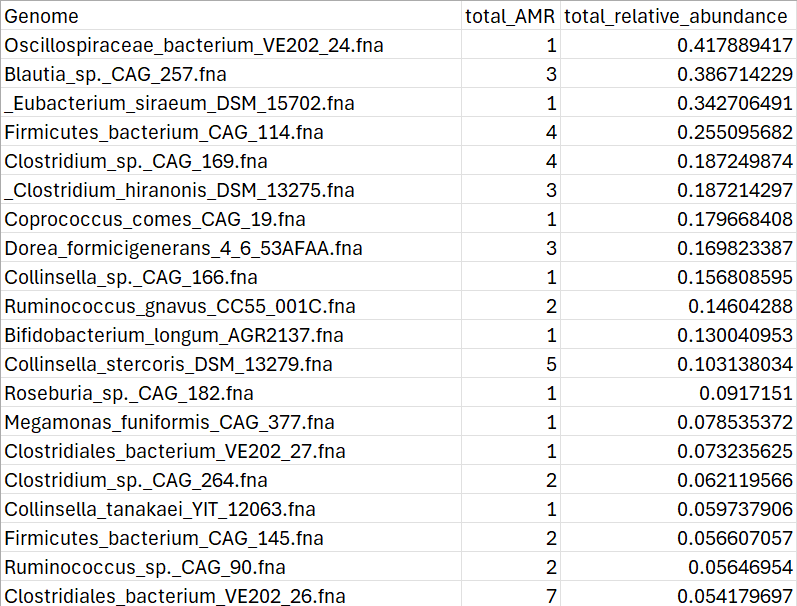 Genome total_AMR total_relative_abundance
Oscillospiraceae_bacterium_VE202_24.fna 1 0.417889417
Blautia_sp._CAG_257.fna 3 0.386714229
_Eubacterium_siraeum_DSM_15702.fna 1 0.342706491
Firmicutes_bacterium_CAG_114.fna 4 0.255095682
Clostridium_sp._CAG_169.fna 4 0.187249874
_Clostridium_hiranonis_DSM_13275.fna 3 0.187214297
Coprococcus_comes_CAG_19.fna 1 0.179668408
Dorea_formicigenerans_4_6_53AFAA.fna 3 0.169823387
Collinsella_sp._CAG_166.fna 1 0.156808595
Ruminococcus_gnavus_CC55_001C.fna 2 0.14604288
Bifidobacterium_longum_AGR2137.fna 1 0.130040953
Collinsella_stercoris_DSM_13279.fna 5 0.103138034
Roseburia_sp._CAG_182.fna 1 0.0917151
Megamonas_funiformis_CAG_377.fna 1 0.078535372
Clostridiales_bacterium_VE202_27.fna 1 0.073235625
Clostridium_sp._CAG_264.fna 2 0.062119566
Collinsella_tanakaei_YIT_12063.fna 1 0.059737906
Firmicutes_bacterium_CAG_145.fna 2 0.056607057
Ruminococcus_sp._CAG_90.fna 2 0.05646954
Clostridiales_bacterium_VE202_26.fna 7 0.054179697